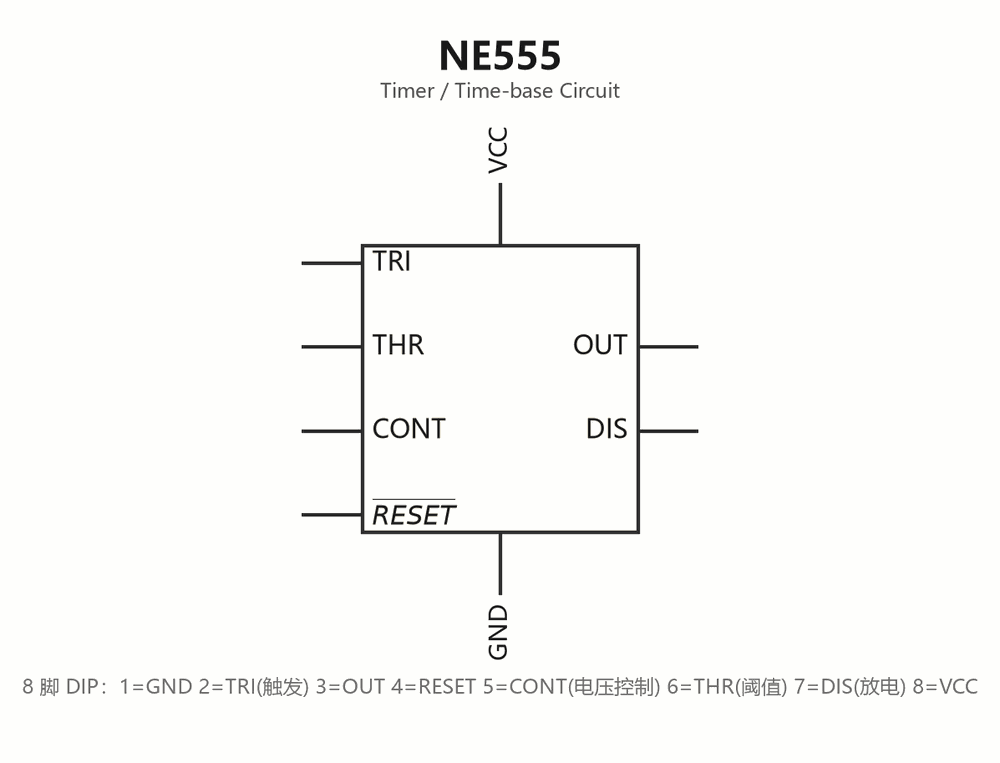 NE555
Timer / Time-base Circuit
VCC
TRI
THR
OUT
CONT
DIS
RESET
GND
8 脚 DIP：1=GND 2=TRI(触发) 3=OUT 4=RESET 5=CONT(电压控制) 6=THR(阈值) 7=DIS(放电) 8=VCC